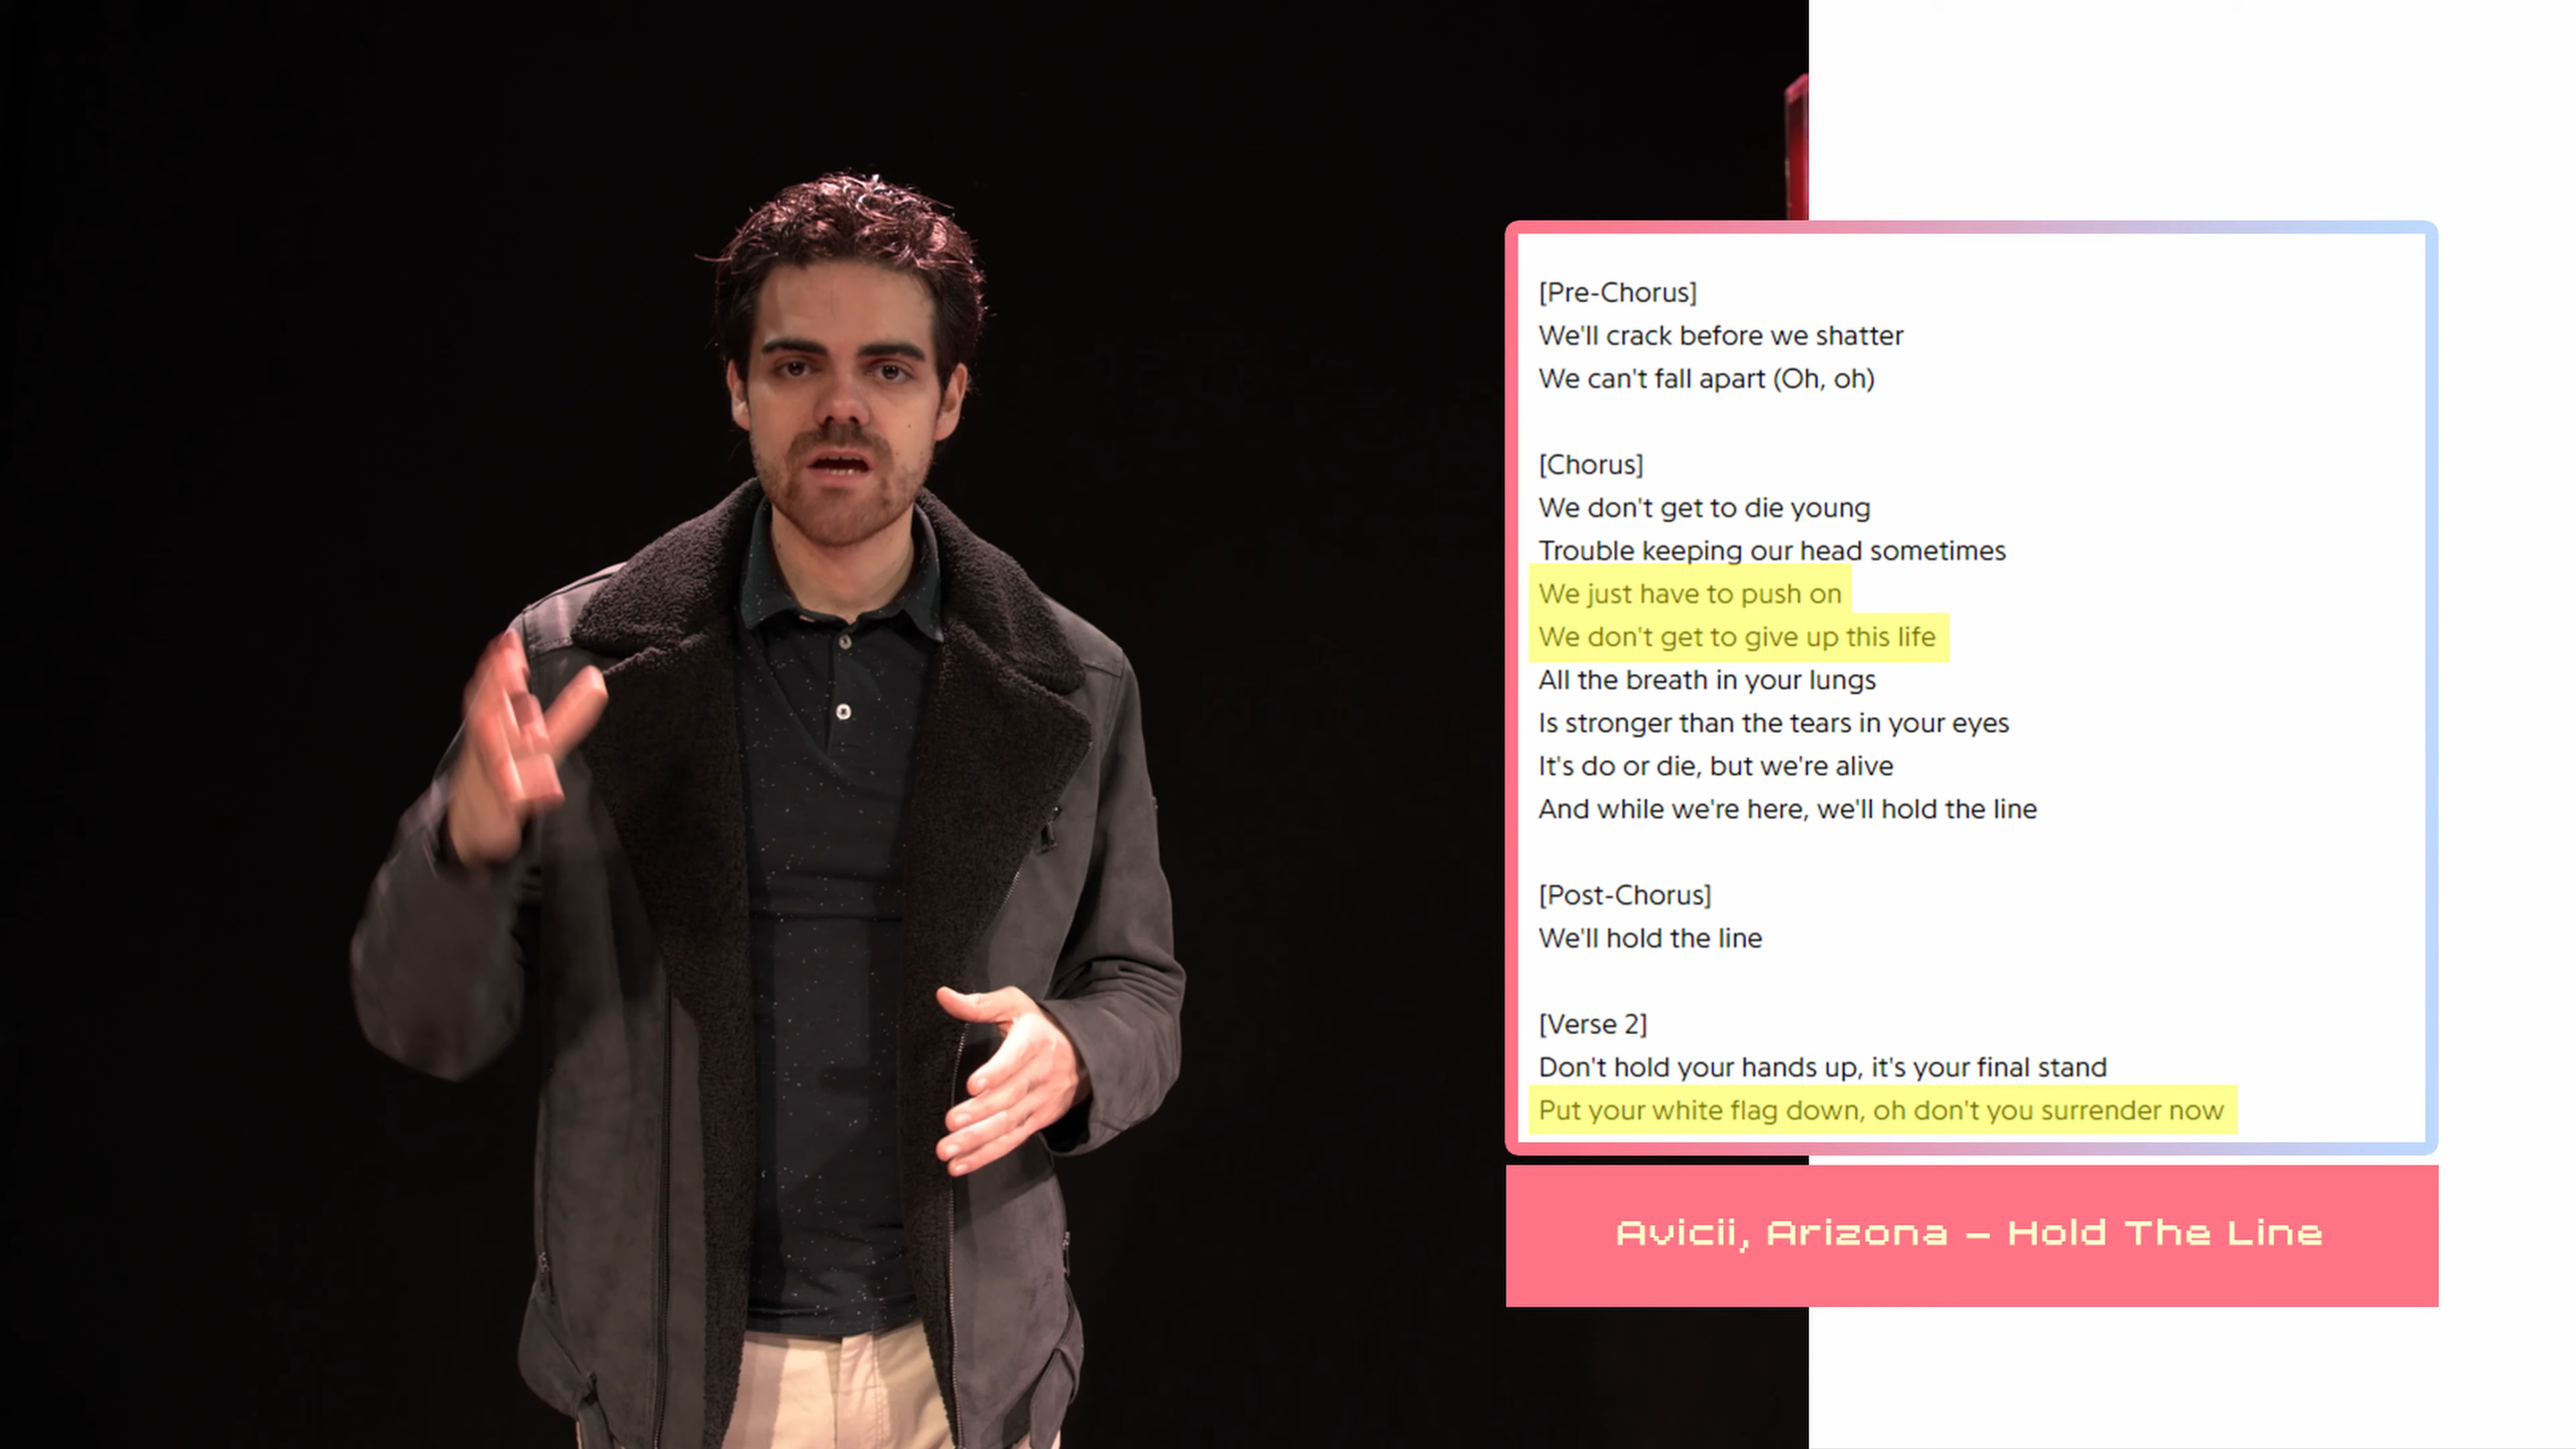 [Pre-Chorus]
We'll crack before we shatter
We can't fall apart (Oh, oh)
[Chorus]
We don't get to die young
Trouble keeping our head sometimes
We just have to push on
We don't get to give up this life
All the breath in your lungs
Is stronger than the tears in your eyes
It's do or die, but we're alive
And while we're here, we'll hold the line
[Post-Chorus]
We'll hold the line
[Verse 2]
Don't hold your hands up, it's your final stand
Put your white flag down, oh don't you surrender now
Avicii, Arizona – Hold The Line